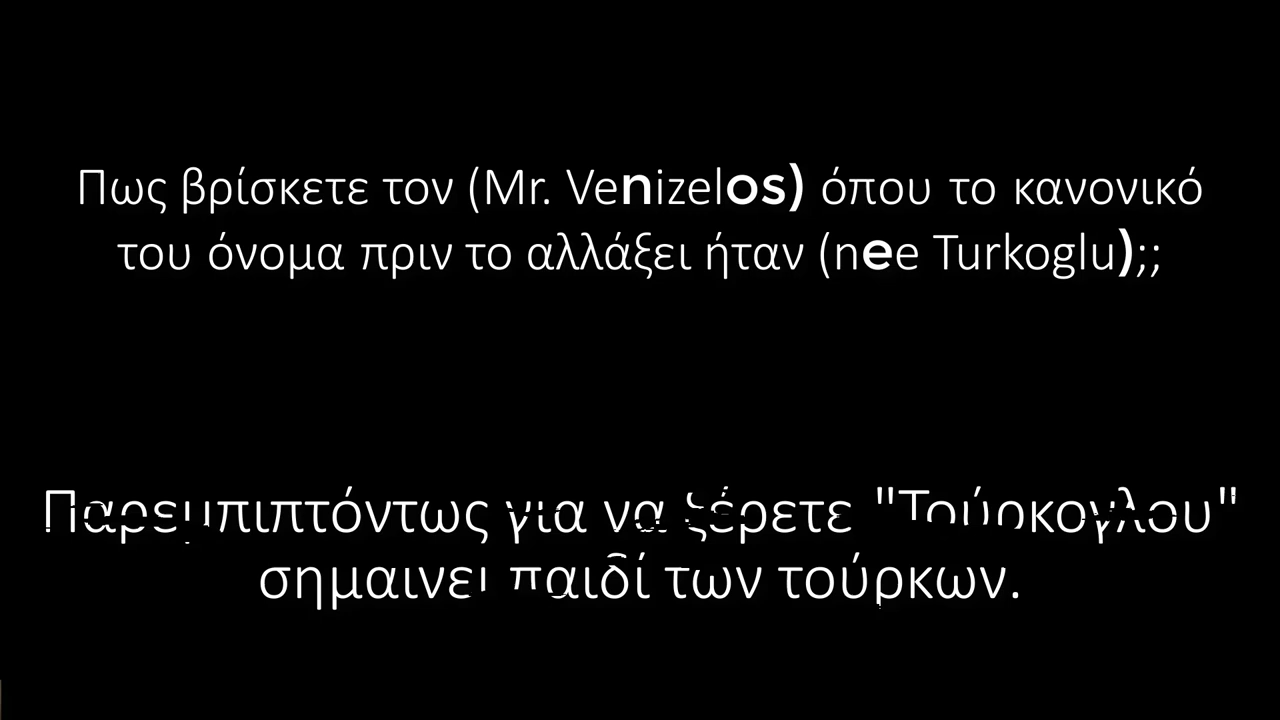 Πως βρίσκετε τον (Mr. Venizelos) όπου το κανονικό
του όνομα πριν το αλλάξει ήταν (nee Turkoglu);;
Παρεμπιπτόντως για να ξέρετε "Τούρκογλου"
σημαινει παιδί των τούρκων.